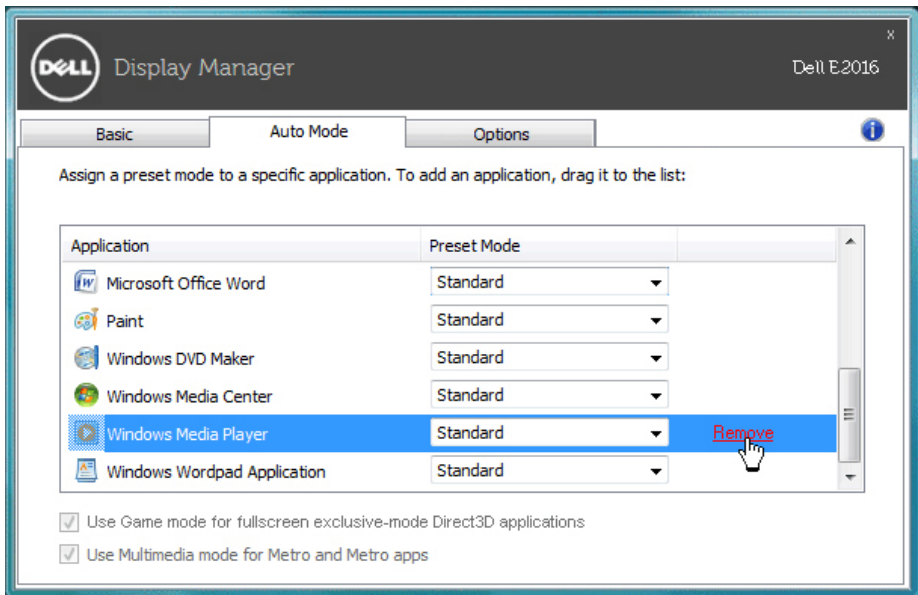 x
DELL Display Manager Dell E2016
Basic Auto Mode Options
Assign a preset mode to a specific application. To add an application, drag it to the list:
Application Preset Mode
Microsoft Office Word Standard
Paint Standard
Windows DVD Maker Standard
Windows Media Center Standard
Windows Media Player Standard Remove
Windows Wordpad Application Standard
Use Game mode for fullscreen exclusive-mode Direct3D applications
Use Multimedia mode for Metro and Metro apps